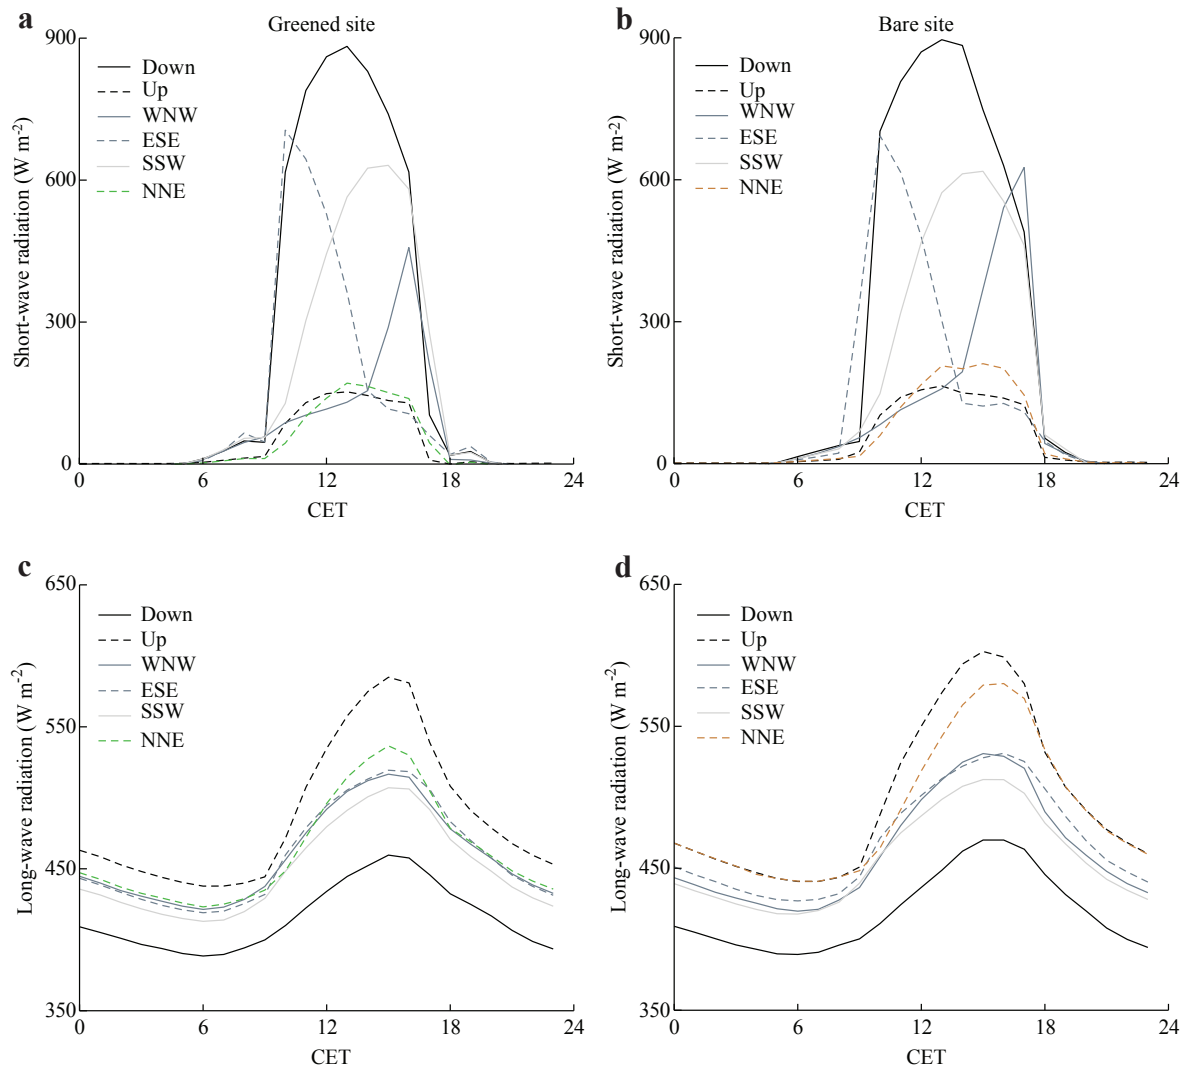 a
Greened site
900
600
300
0
0
6
12
18
24
Short-wave radiation (W m-2)
CET
Down
Up
WNW
ESE
SSW
NNE
b
Bare site
900
600
300
0
0
6
12
18
24
Short-wave radiation (W m-2)
CET
Down
Up
WNW
ESE
SSW
NNE
c
650
550
450
350
0
6
12
18
24
Long-wave radiation (W m-2)
CET
Down
Up
WNW
ESE
SSW
NNE
d
650
550
450
350
0
6
12
18
24
Long-wave radiation (W m-2)
CET
Down
Up
WNW
ESE
SSW
NNE